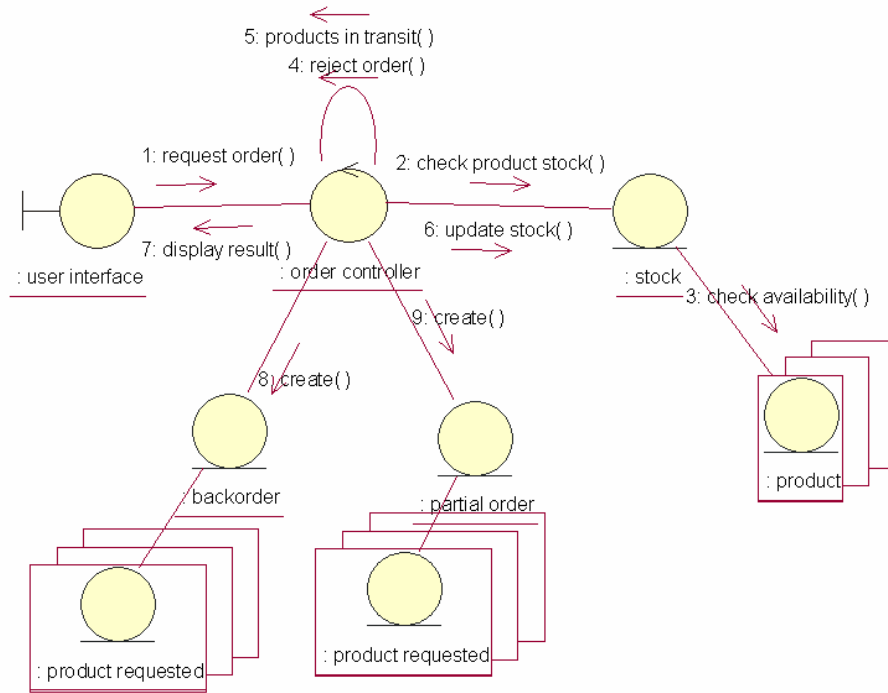 5: products in transit( )
4: reject order( )
1: request order( )
2: check product stock( )
7: display result( )
6: update stock( )
: user interface
: order controller
: stock
3: check availability( )
9: create( )
8: create( )
: product
: backorder
: partial order
: product requested
: product requested